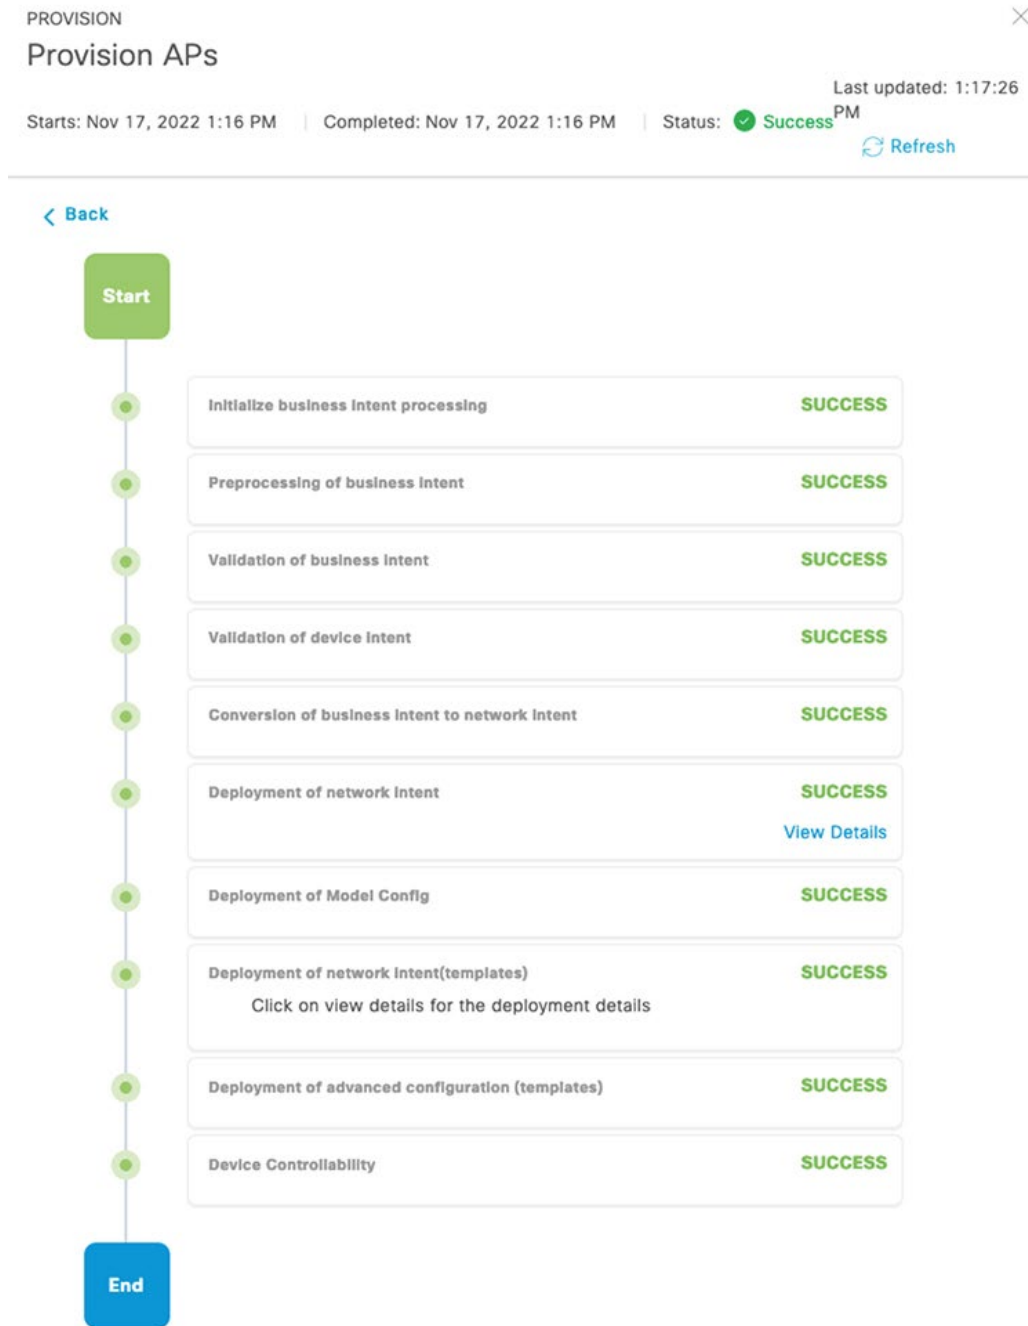 PROVISION
Provision APs
Last updated: 1:17:26
PM
Starts: Nov 17, 2022 1:16 PM Completed: Nov 17, 2022 1:16 PM Status: Success
Refresh
Back
Start
Initialize business intent processing SUCCESS
Preprocessing of business intent SUCCESS
Validation of business intent SUCCESS
Validation of device intent SUCCESS
Conversion of business intent to network intent SUCCESS
Deployment of network intent SUCCESS
View Details
Deployment of Model Config SUCCESS
Deployment of network intent(templates) SUCCESS
Click on view details for the deployment details
Deployment of advanced configuration (templates) SUCCESS
Device Controllability SUCCESS
End